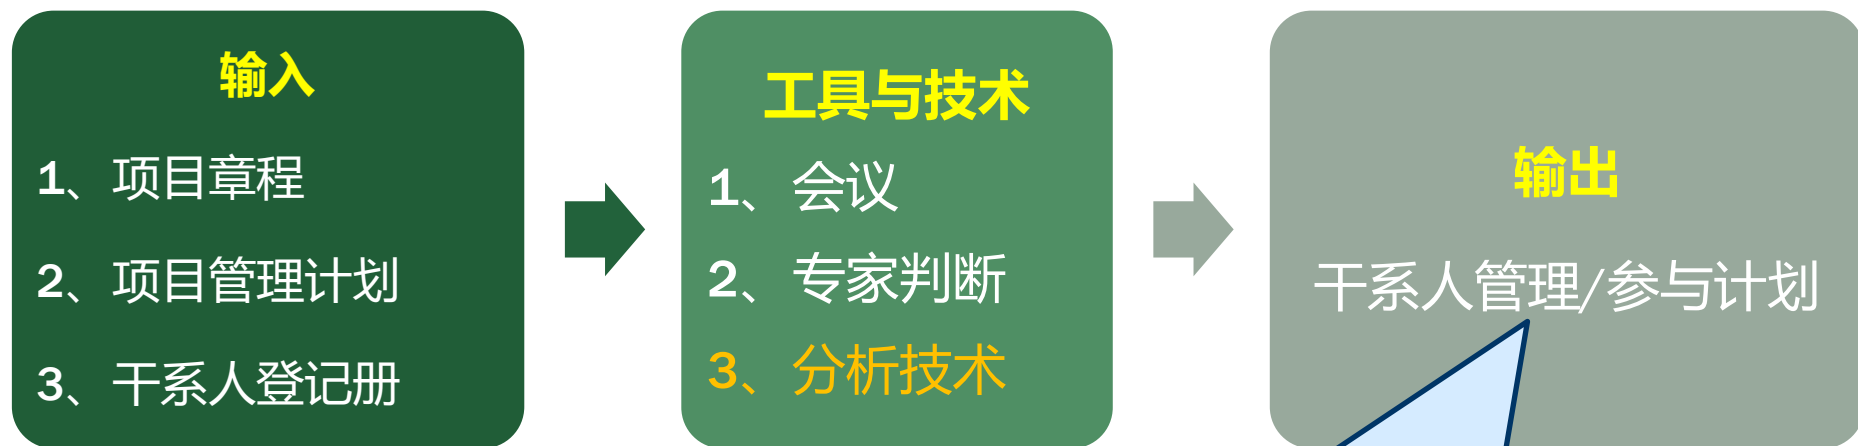 输入
1、项目章程
2、项目管理计划
3、干系人登记册
工具与技术
1、会议
2、专家判断
3、分析技术
输出
干系人管理/参与计划